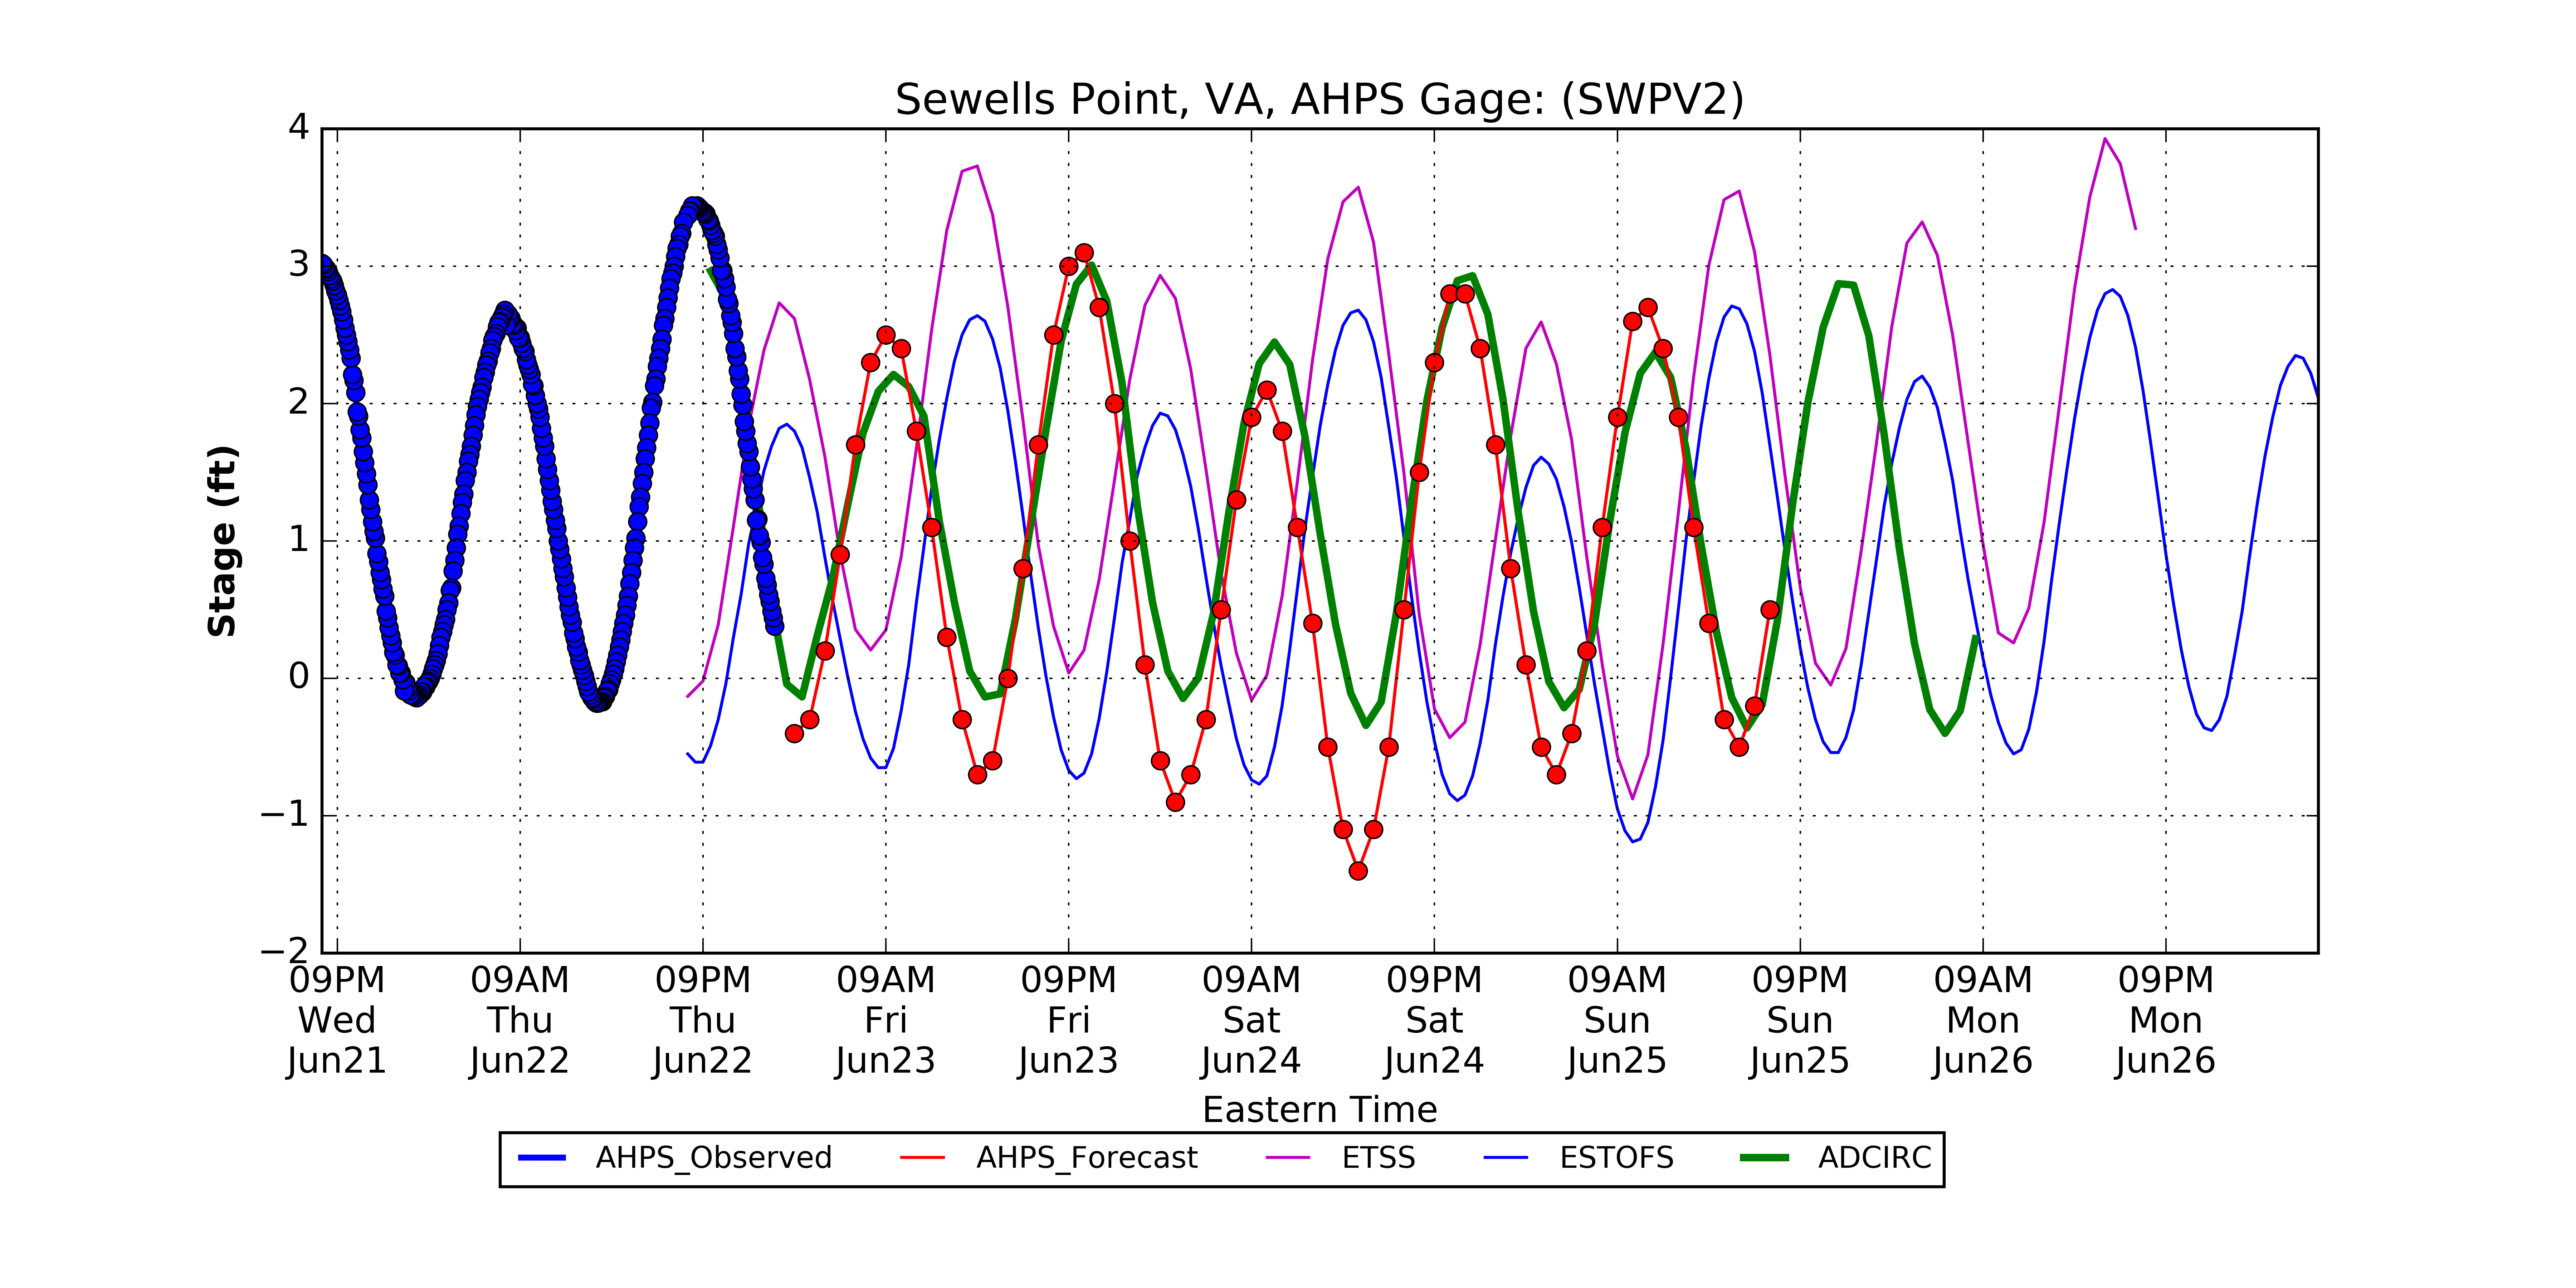 Sewells Point, VA, AHPS Gage: (SWPV2)
4
3
2
1
0
−1
−2
Stage (ft)
09PM 09AM 09PM 09AM 09PM 09AM 09PM 09AM 09PM 09AM 09PM
Wed Thu Thu Fri Fri Sat Sat Sun Sun Mon Mon
Jun21 Jun22 Jun22 Jun23 Jun23 Jun24 Jun24 Jun25 Jun25 Jun26 Jun26
Eastern Time
AHPS_Observed AHPS_Forecast ETSS ESTOFS ADCIRC